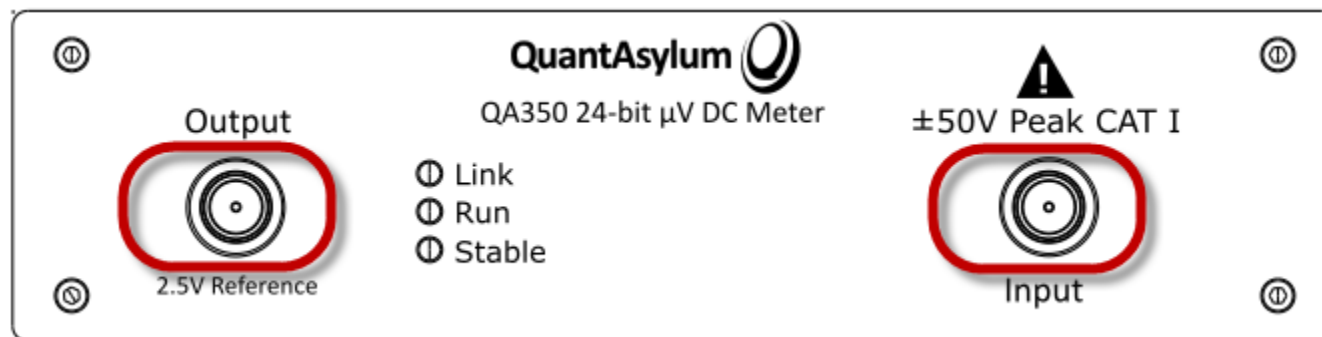 QuantAsylum
QA350 24-bit µV DC Meter
Output
2.5V Reference
Link
Run
Stable
±50V Peak CAT I
Input